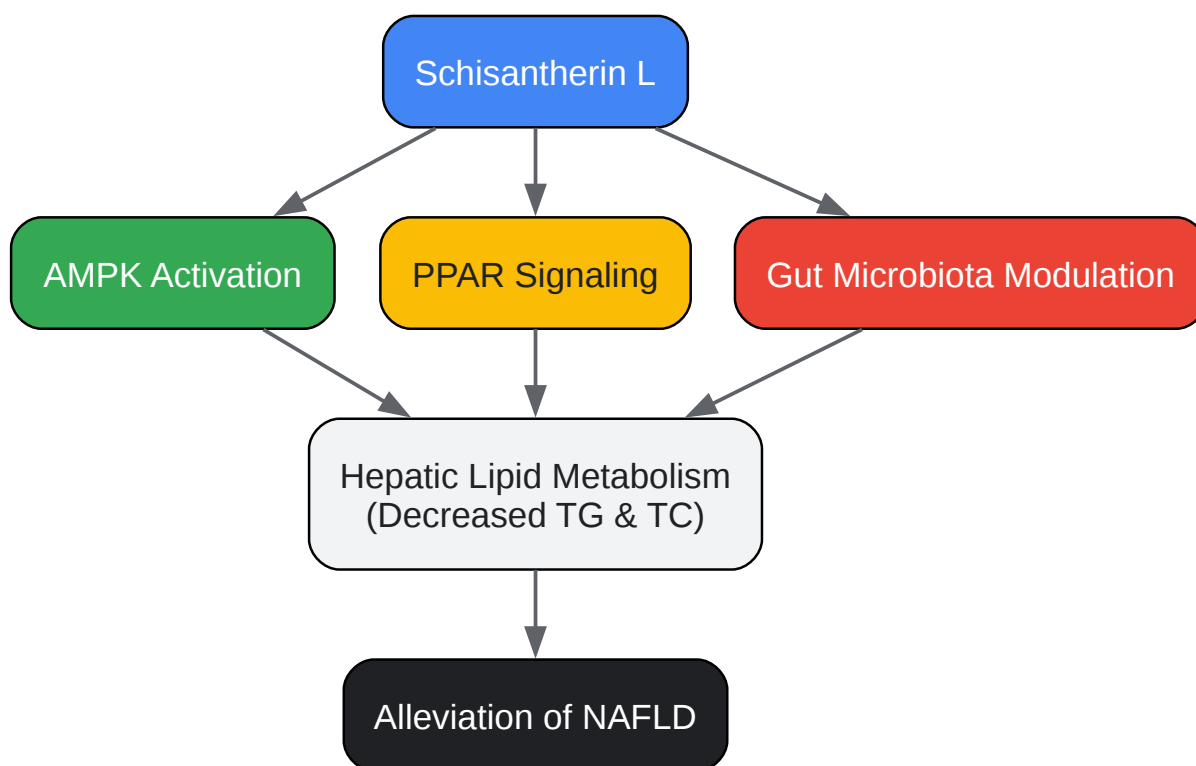 Schisantherin L
AMPK Activation
PPAR Signaling
Gut Microbiota Modulation
Hepatic Lipid Metabolism
(Decreased TG & TC)
Alleviation of NAFLD